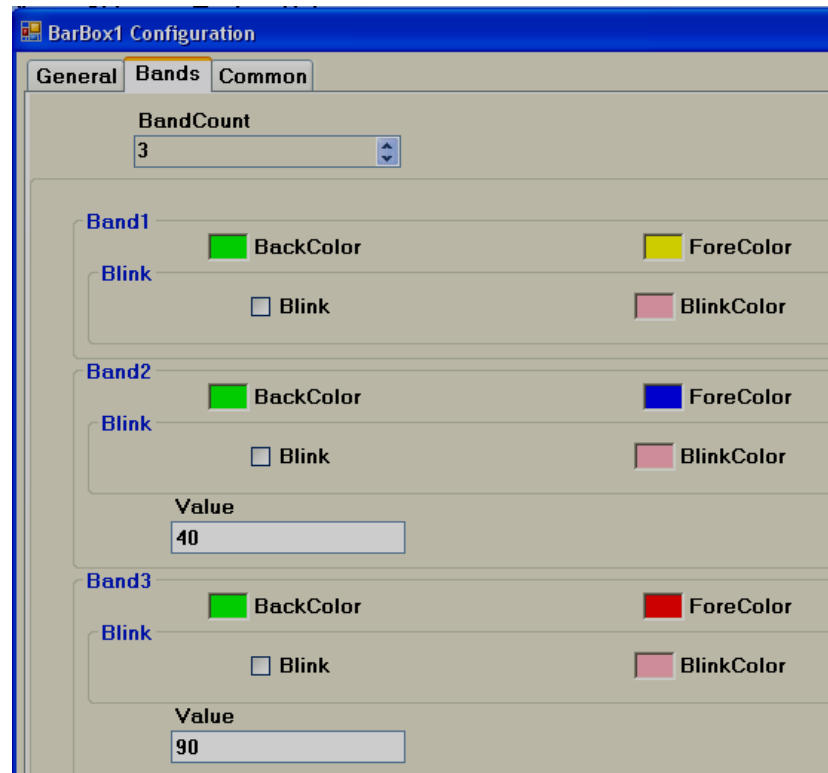 BarBox1 Configuration
General Bands Common
BandCount
3
Band1
BackColor ForeColor
Blink
Blink BlinkColor
Band2
BackColor ForeColor
Blink
Blink BlinkColor
Value
40
Band3
BackColor ForeColor
Blink
Blink BlinkColor
Value
90